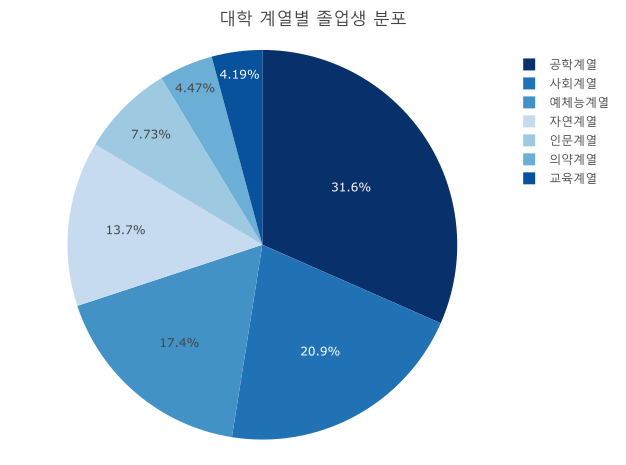 대학 계열별 졸업생 분포
4.19%
4.47%
7.73%
31.6%
13.7%
17.4%
20.9%
공학계열
사회계열
예체능계열
자연계열
인문계열
의약계열
교육계열